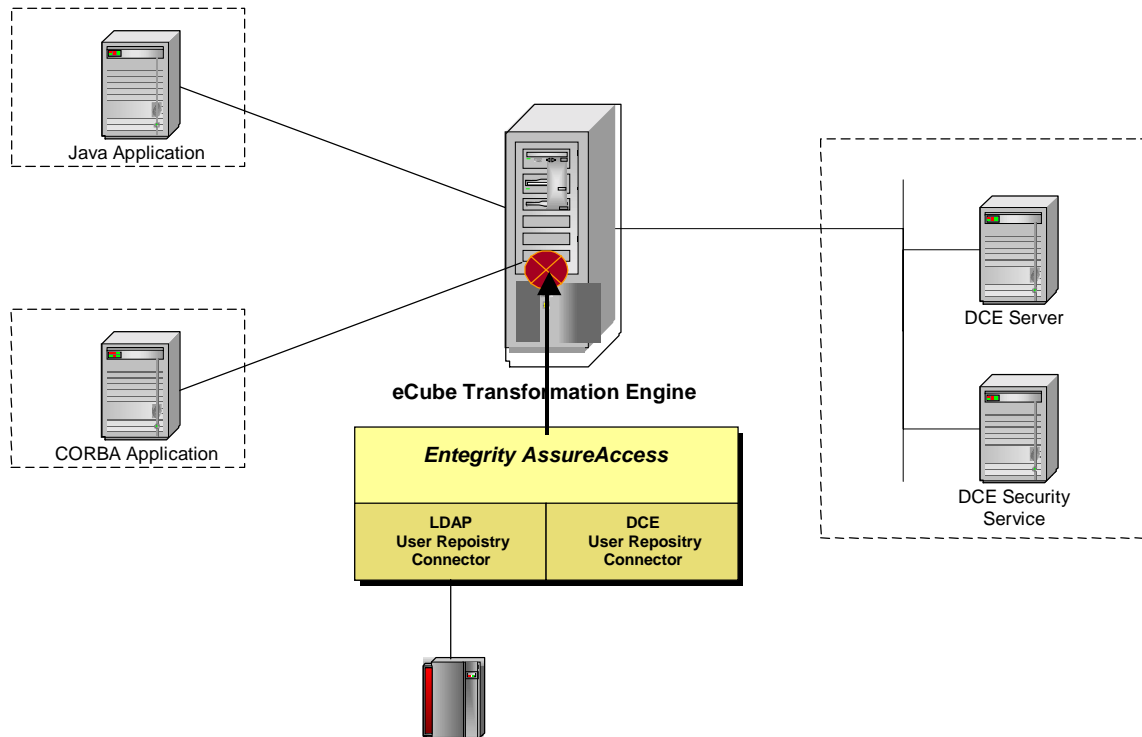 Java Application
CORBA Application
eCube Transformation Engine
Entegrity AssureAccess
LDAP
User Repoistry
Connector
DCE
User Repositry
Connector
DCE Server
DCE Security
Service